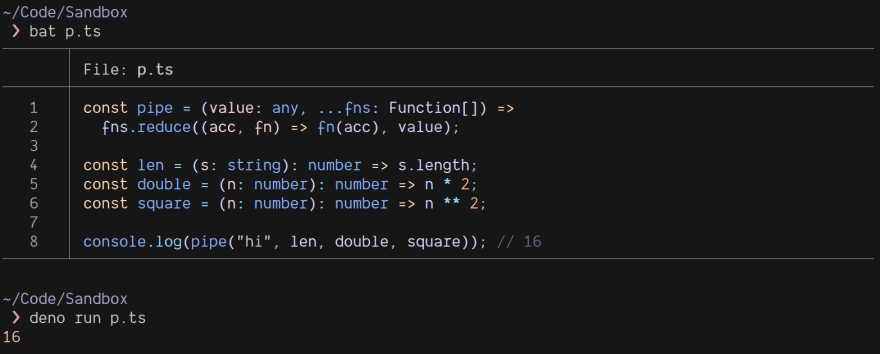 ~/Code/Sandbox
❯ bat p.ts
File: p.ts
1 const pipe = (value: any, ...fns: Function[]) =>
2   fns.reduce((acc, fn) => fn(acc), value);
3
4 const len = (s: string): number => s.length;
5 const double = (n: number): number => n * 2;
6 const square = (n: number): number => n ** 2;
7
8 console.log(pipe("hi", len, double, square)); // 16
~/Code/Sandbox
❯ deno run p.ts
16